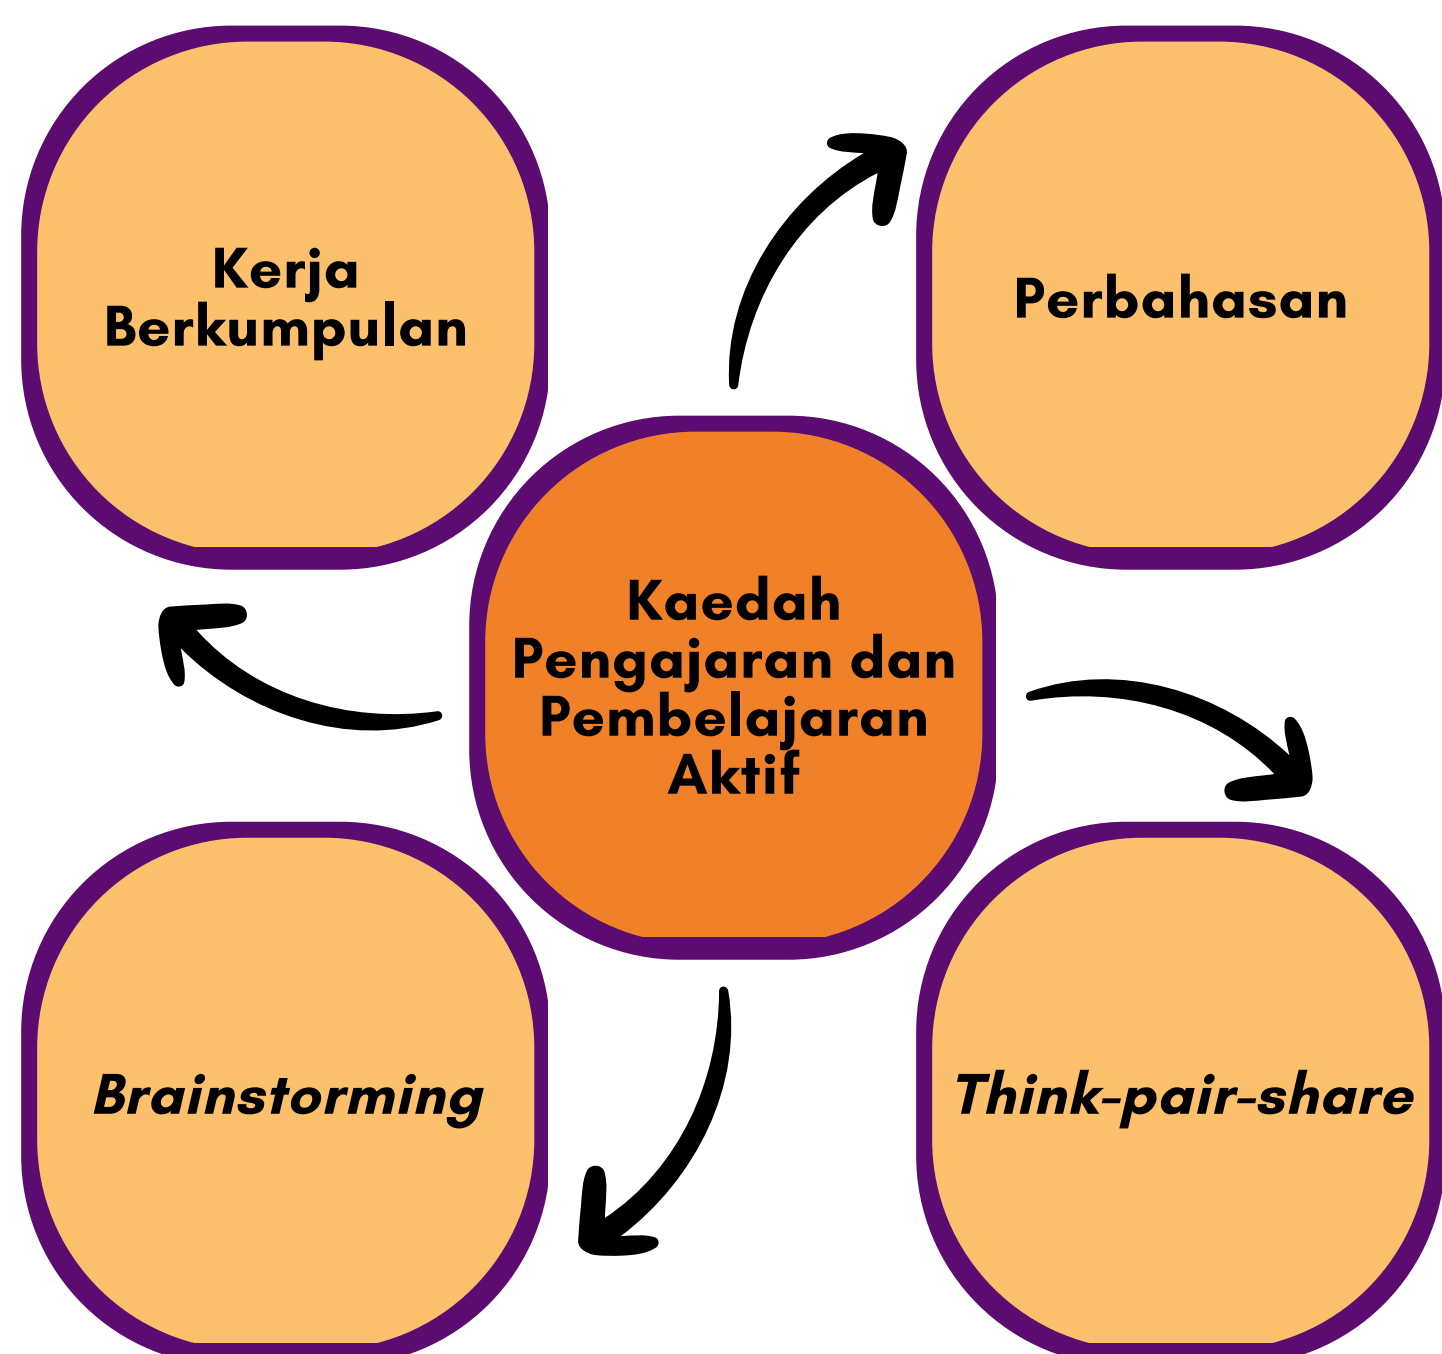 Kerja
Berkumpulan
Perbahasan
Kaedah
Pengajaran dan
Pembelajaran
Aktif
Brainstorming
Think-pair-share